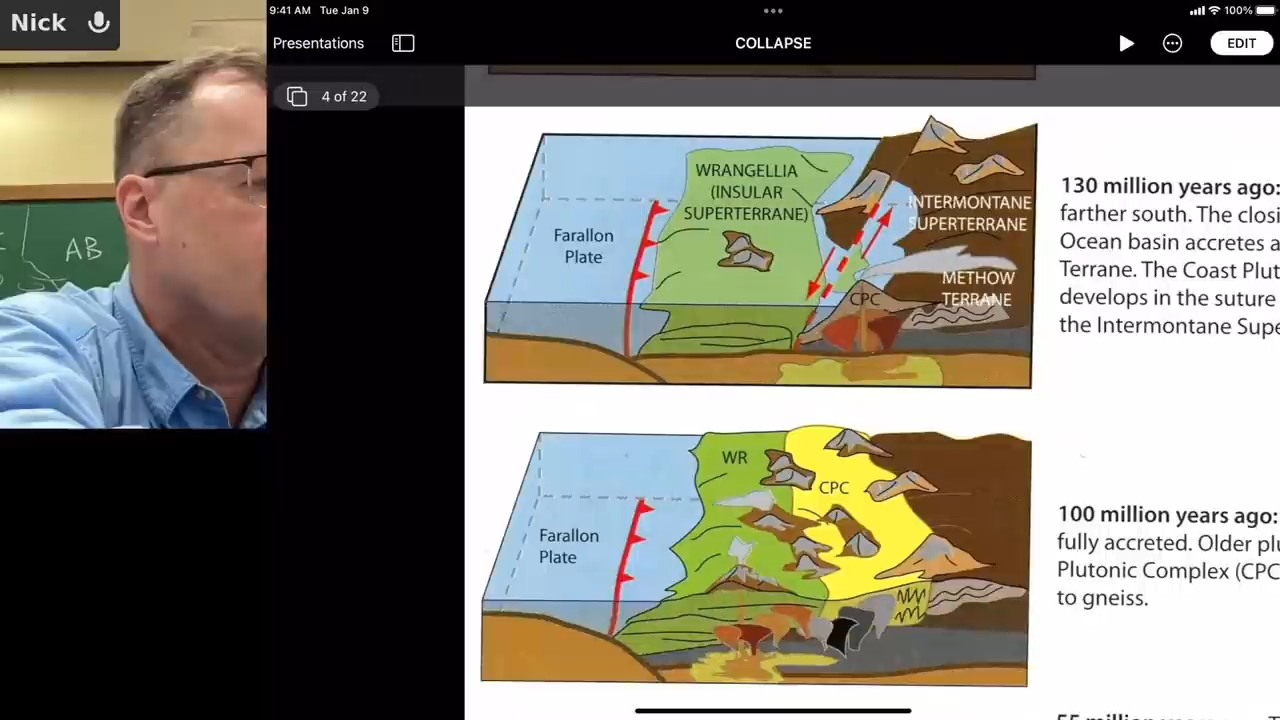 Nick
9:41 AM Tue Jan 9
100%
Presentations
COLLAPSE
EDIT
4 of 22
AB
WRANGELLIA
(INSULAR
SUPERTERRANE)
Farallon
Plate
INTERMONTANE
SUPERTERRANE
METHOW
TERRANE
CPC
130 million years ago:
farther south. The closi
Ocean basin accretes a
Terrane. The Coast Plut
develops in the suture
the Intermontane Supe
WR
CPC
Farallon
Plate
100 million years ago:
fully accreted. Older plu
Plutonic Complex (CPC
to gneiss.